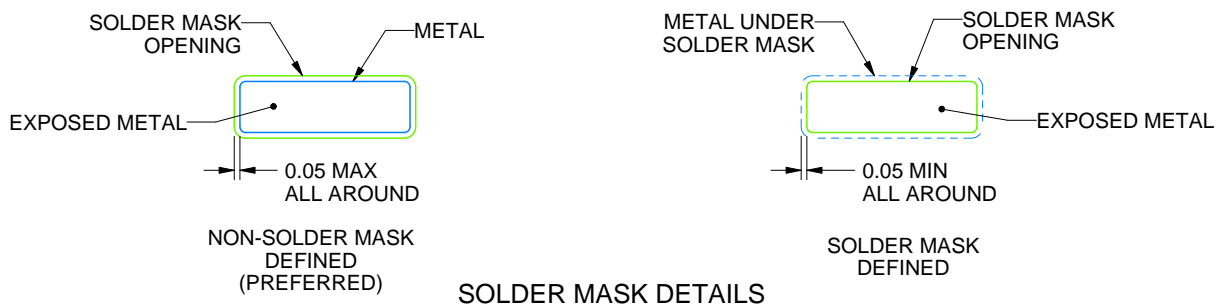 SOLDER MASK
OPENING
METAL
EXPOSED METAL
0.05 MAX
ALL AROUND
NON-SOLDER MASK
DEFINED
(PREFERRED)
METAL UNDER
SOLDER MASK
SOLDER MASK
OPENING
EXPOSED METAL
0.05 MIN
ALL AROUND
SOLDER MASK
DEFINED
SOLDER MASK DETAILS